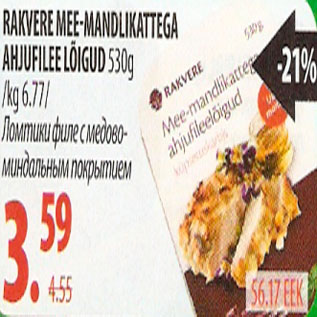 RAKVERE MEE-MANDLIKATTEGA
AHJUFILEE LÕIGUD 530g
/kg 6.77/
Ломтики филе с медово-
миндальным покрытием
3.59
4.55
-21%
530g
RAKVERE
Mee-mandlikattega
ahjufileelõigud
56.17 EEK